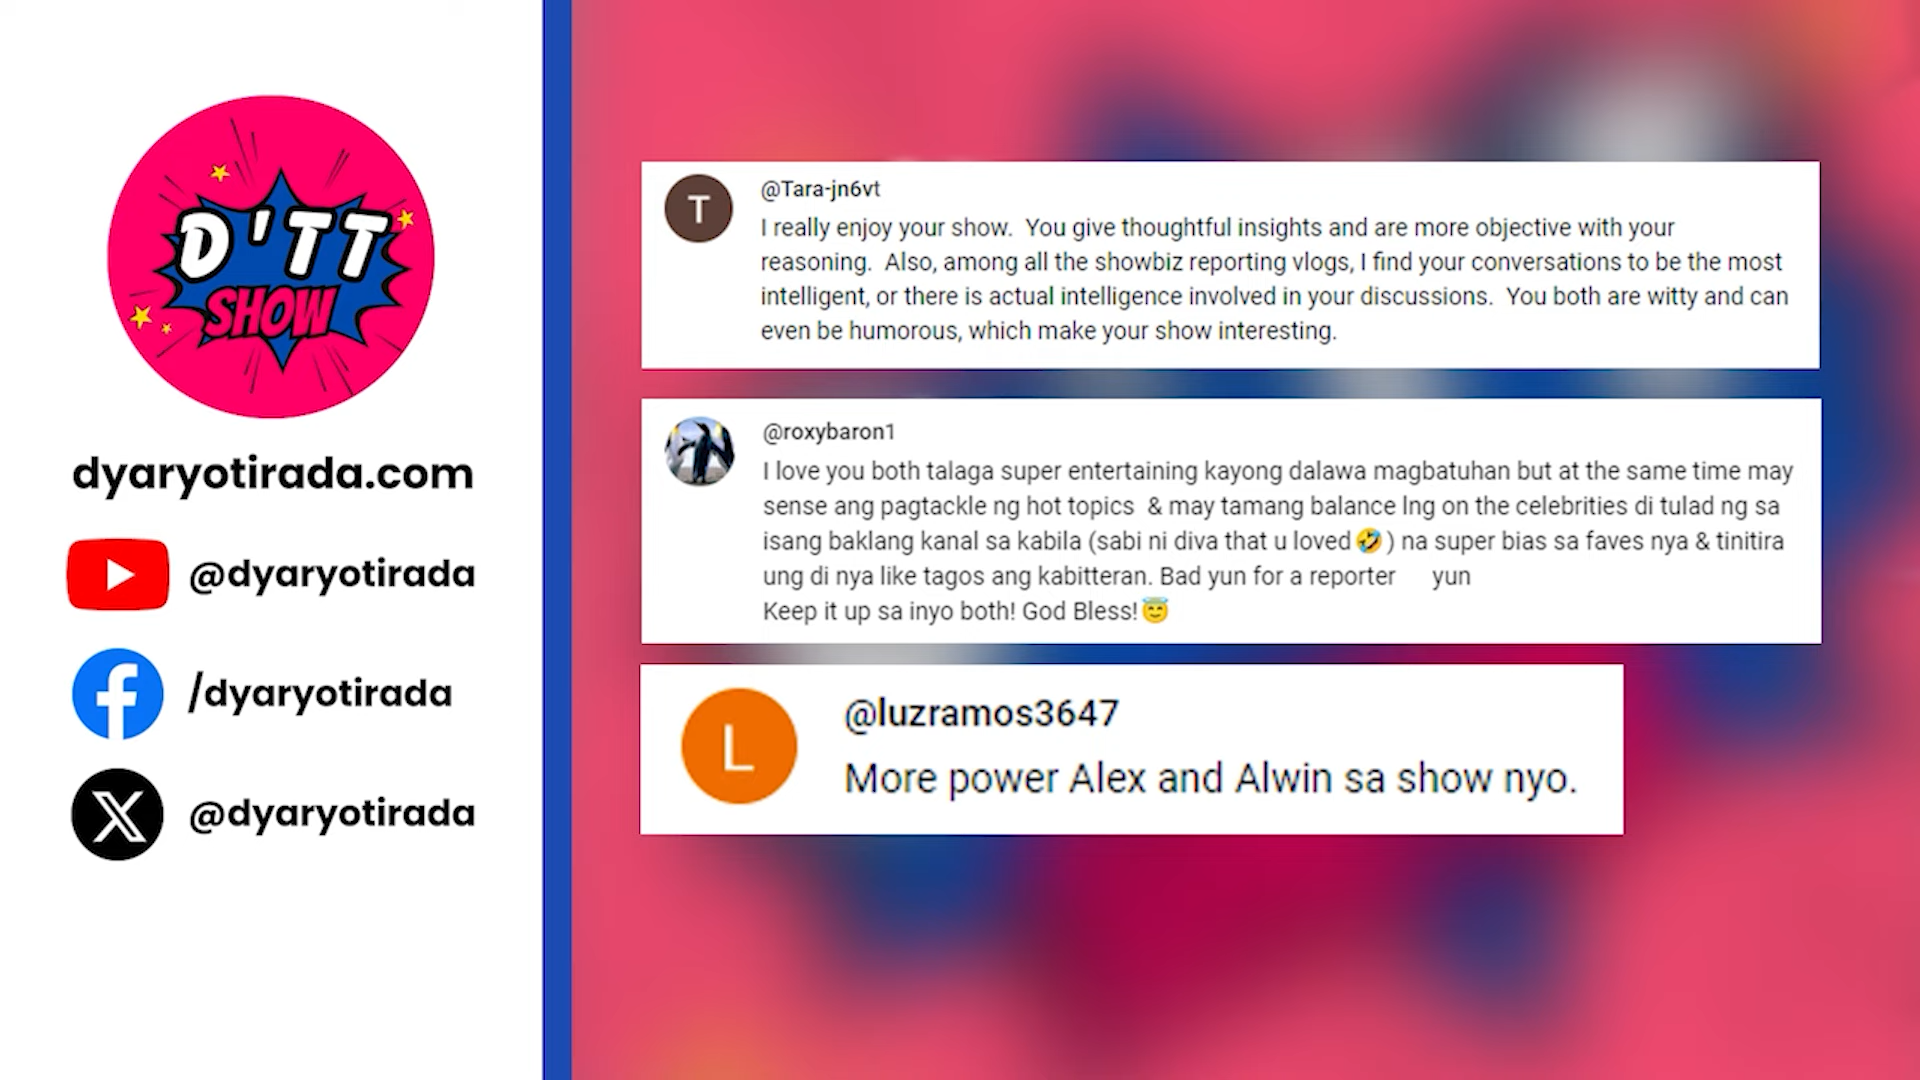 D'TT
SHOW
dyaryotirada.com
@dyaryotirada
/dyaryotirada
@dyaryotirada
T
@Tara-jn6vt
I really enjoy your show.  You give thoughtful insights and are more objective with your
reasoning.  Also, among all the showbiz reporting vlogs, I find your conversations to be the most
intelligent, or there is actual intelligence involved in your discussions.  You both are witty and can
even be humorous, which make your show interesting.
@roxybaron1
I love you both talaga super entertaining kayong dalawa magbatuhan but at the same time may
sense ang pagtackle ng hot topics  & may tamang balance lng on the celebrities di tulad ng sa
isang baklang kanal sa kabila (sabi ni diva that u loved🤣) na super bias sa faves nya & tinitira
ung di nya like tagos ang kabitteran. Bad yun for a reporter yun
Keep it up sa inyo both! God Bless!😇
L
@luzramos3647
More power Alex and Alwin sa show nyo.